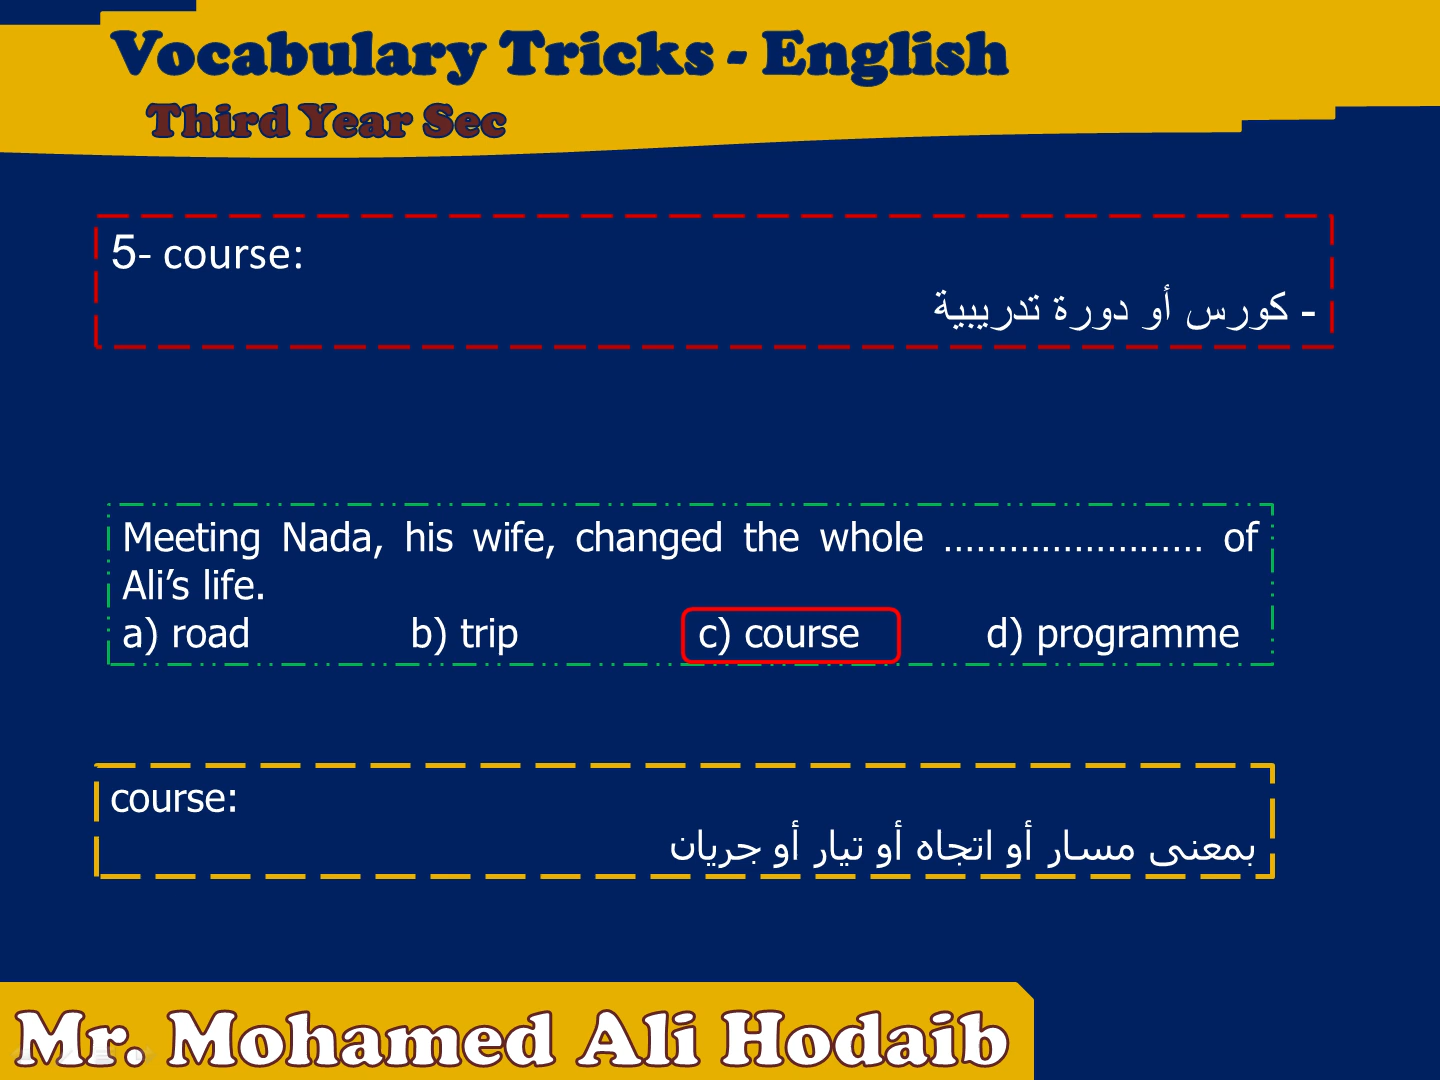 Vocabulary Tricks - English
Third Year Sec
5- course:
- كورس أو دورة تدريبية
Meeting Nada, his wife, changed the whole ........................ of
Ali’s life.
a) road b) trip c) course d) programme
course:
بمعنى مسار أو اتجاه أو تيار أو جريان
Mr. Mohamed Ali Hodaib